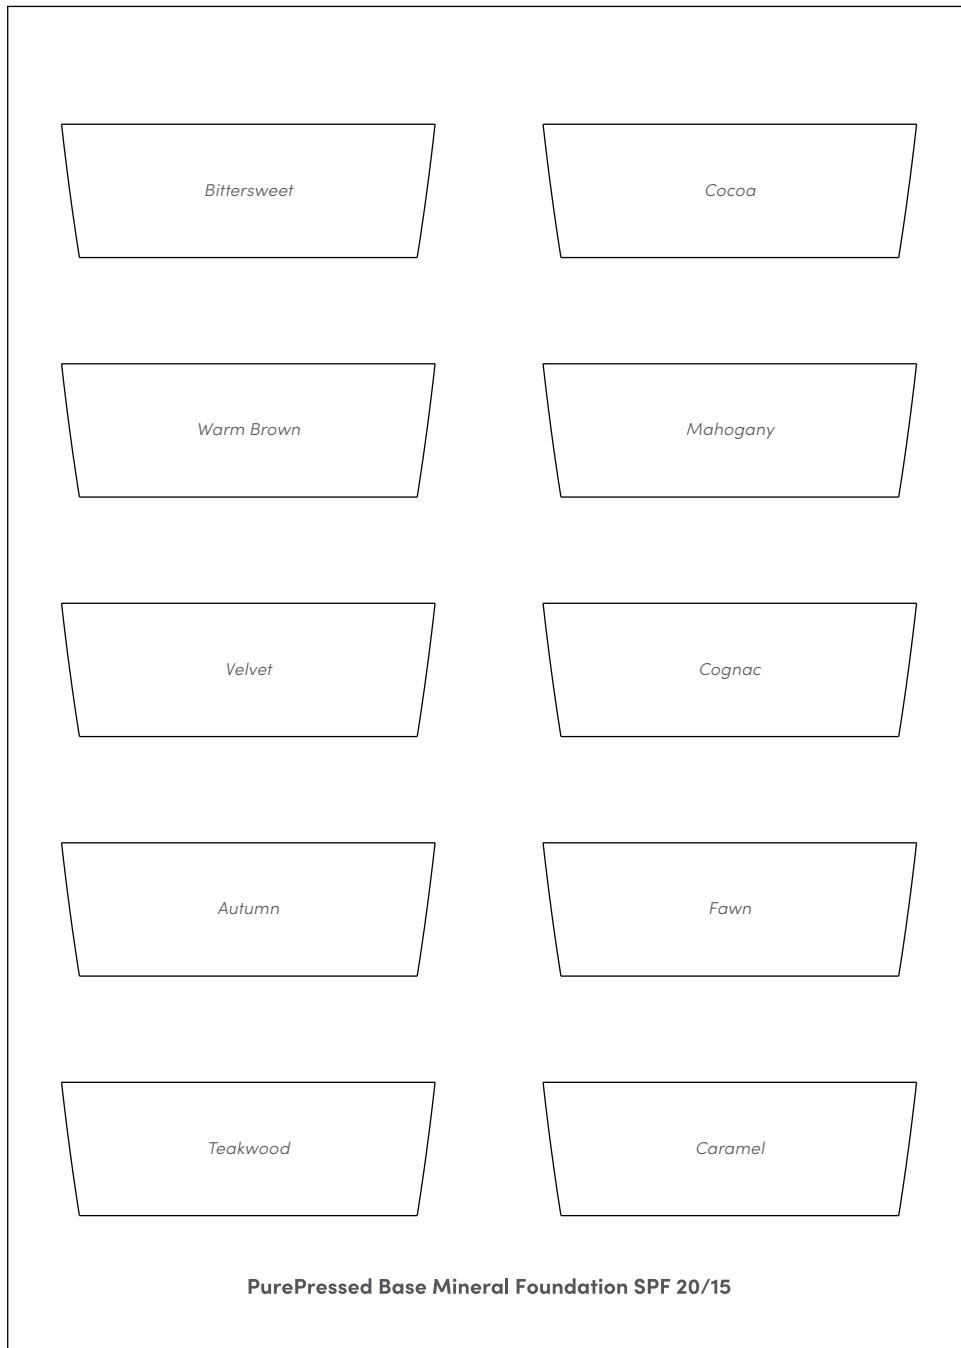 Bittersweet
Cocoa
Warm Brown
Mahogany
Velvet
Cognac
Autumn
Fawn
Teakwood
Caramel
PurePressed Base Mineral Foundation SPF 20/15